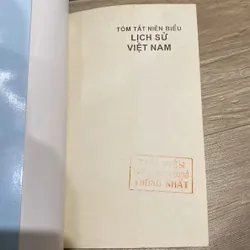 TÓM TẮT NIÊN BIỂU
LỊCH SỬ
VIỆT NAM
THỐNG NHẤT